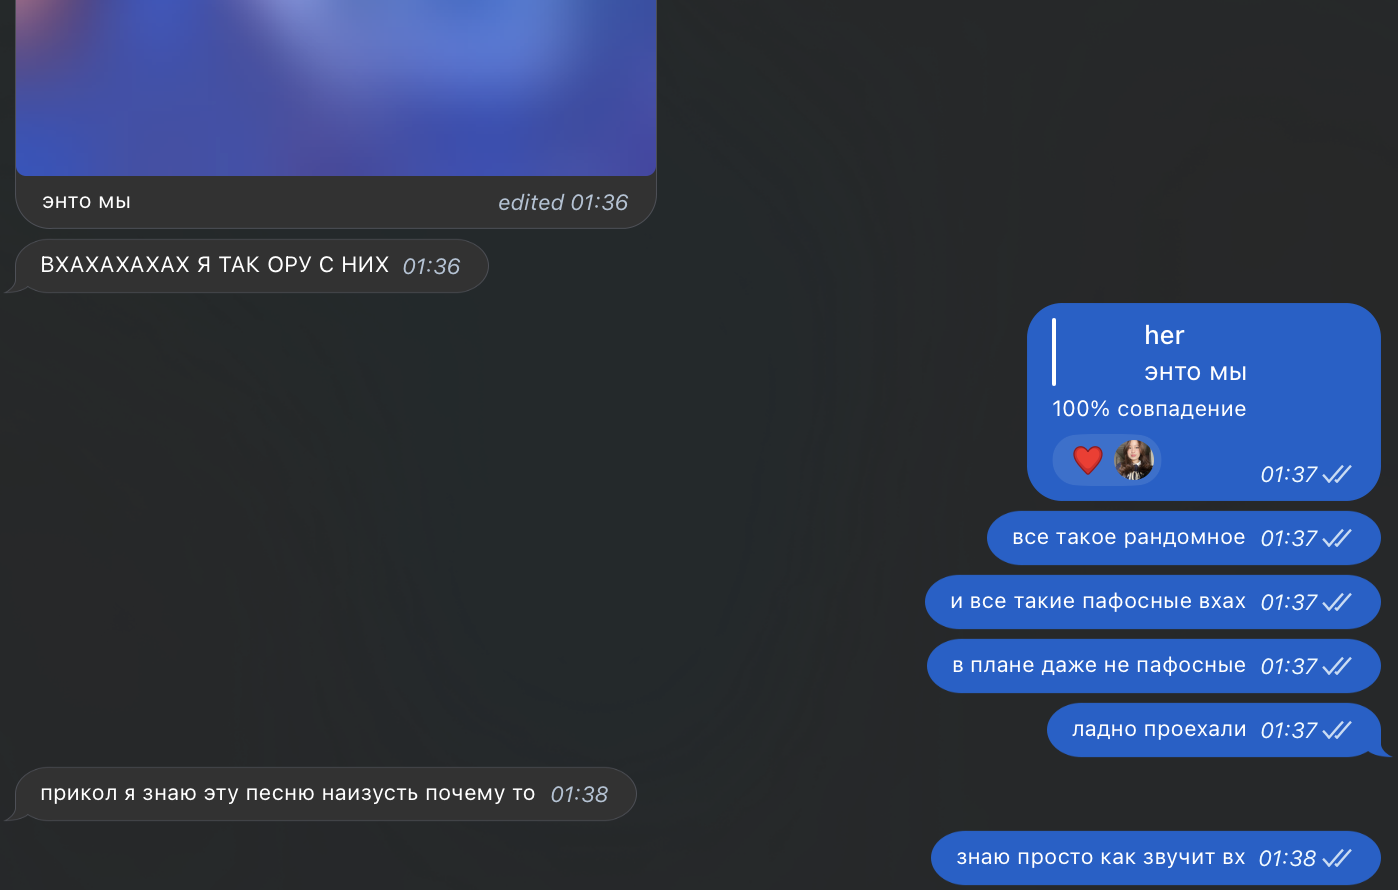 энто мы
edited 01:36
ВХАХАХАХАХ Я ТАК ОРУ С НИХ 01:36
her
энто мы
100% совпадение
01:37
все такое рандомное 01:37
и все такие пафосные вхах 01:37
в плане даже не пафосные 01:37
ладно проехали 01:37
прикол я знаю эту песню наизусть почему то 01:38
знаю просто как звучит вх 01:38